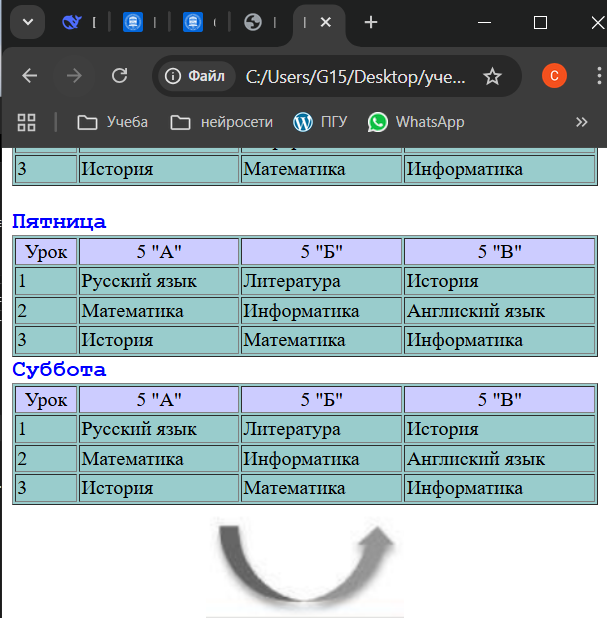 Файл C:/Users/G15/Desktop/уче...
C
Учеба нейросети ПГУ WhatsApp
3 История Математика Информатика
Пятница
Урок 5 "А" 5 "Б" 5 "В"
1 Русский язык Литература История
2 Математика Информатика Англиский язык
3 История Математика Информатика
Суббота
Урок 5 "А" 5 "Б" 5 "В"
1 Русский язык Литература История
2 Математика Информатика Англиский язык
3 История Математика Информатика